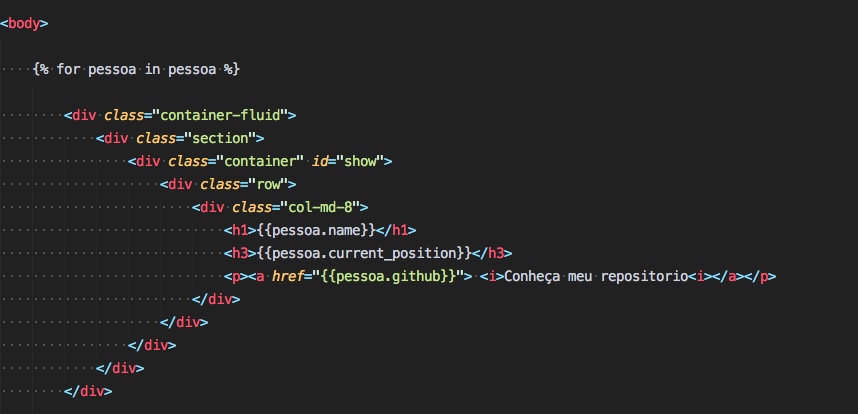 <body>
{% for pessoa in pessoa %}
<div class="container-fluid">
<div class="section">
<div class="container" id="show">
<div class="row">
<div class="col-md-8">
<h1>{{pessoa.name}}</h1>
<h3>{{pessoa.current_position}}</h3>
<p><a href="{{pessoa.github}}"> <i>Conheça meu repositorio<i></a></p>
</div>
</div>
</div>
</div>
</div>